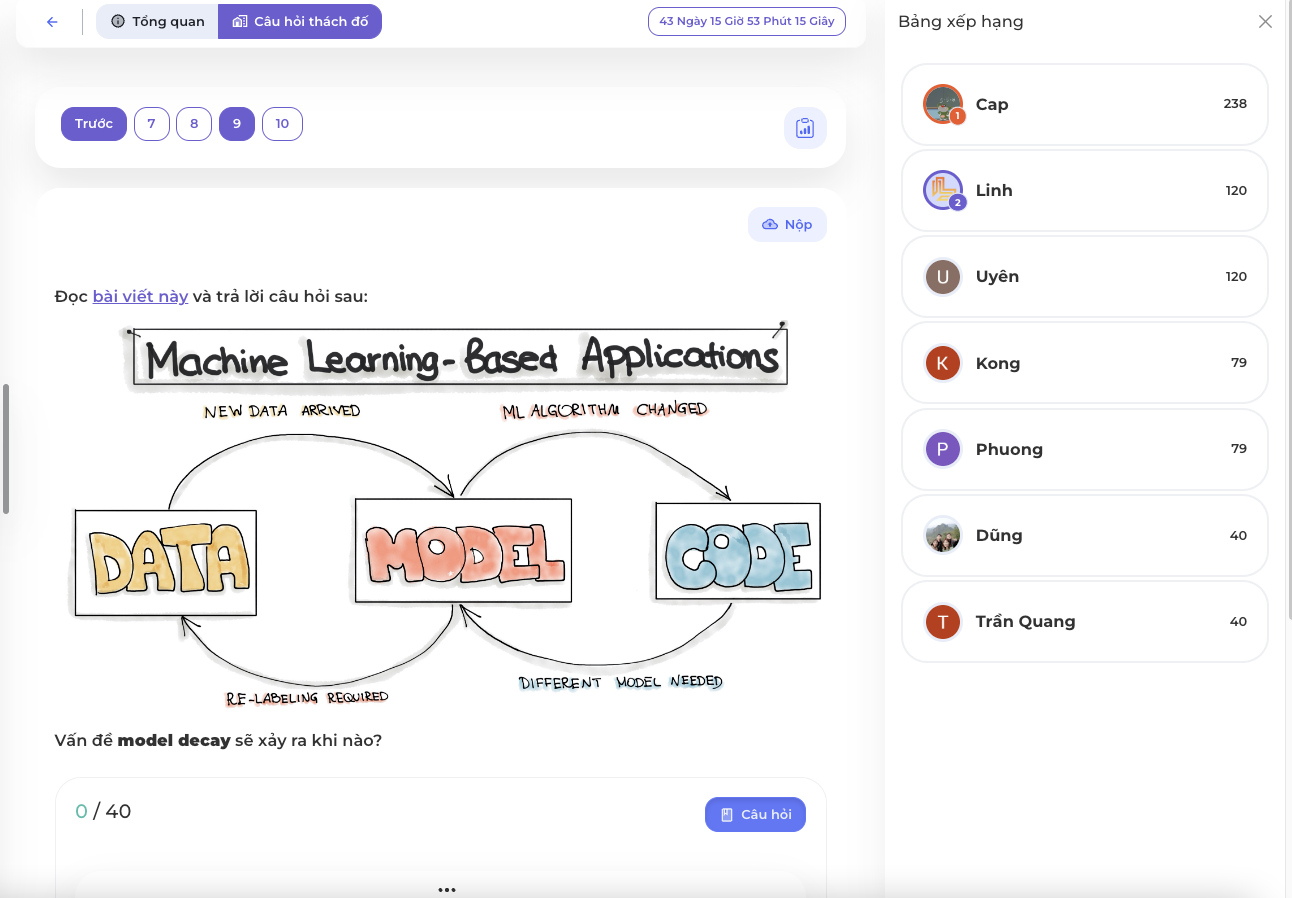 Tổng quan
Câu hỏi thách đố
43 Ngày 15 Giờ 53 Phút 15 Giây
Trước
7
8
9
10
Nộp
Đọc bài viết này và trả lời câu hỏi sau:
Machine Learning-Based Applications
NEW DATA ARRIVED
ML ALGORITHM CHANGED
DATA
MODEL
CODE
RE-LABELING REQUIRED
DIFFERENT MODEL NEEDED
Vấn đề model decay sẽ xảy ra khi nào?
0 / 40
Câu hỏi
•••
Bảng xếp hạng
1
Cap
238
2
Linh
120
U
Uyên
120
K
Kong
79
P
Phuong
79
Dũng
40
T
Trần Quang
40